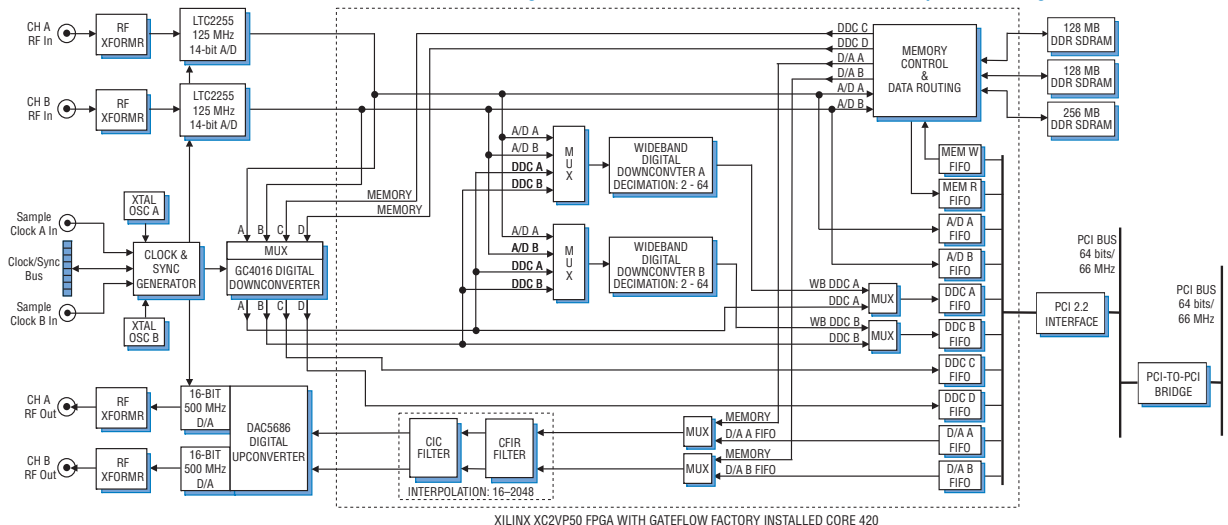 CH A
RF In
RF
XFORMR
LTC2255
125 MHz
14-bit A/D
CH B
RF In
RF
XFORMR
LTC2255
125 MHz
14-bit A/D
XTAL
OSC A
Sample
Clock A In
Clock/Sync
Bus
Sample
Clock B In
CLOCK &
SYNC
GENERATOR
XTAL
OSC B
A B C D
MUX
GC4016 DIGITAL
DOWNCONVERTER
A B C D
MEMORY
MEMORY
DDC C
DDC D
D/A A
D/A B
A/D A
A/D B
MEMORY
CONTROL
&
DATA ROUTING
128 MB
DDR SDRAM
128 MB
DDR SDRAM
256 MB
DDR SDRAM
A/D A
A/D B
DDC A
DDC B
M
U
X
WIDEBAND
DIGITAL
DOWNCONVTER A
DECIMATION: 2 - 64
A/D A
A/D B
DDC A
DDC B
M
U
X
WIDEBAND
DIGITAL
DOWNCONVTER B
DECIMATION: 2 - 64
WB DDC A
DDC A
MUX
WB DDC B
DDC B
MUX
MEM W
FIFO
MEM R
FIFO
A/D A
FIFO
A/D B
FIFO
DDC A
FIFO
DDC B
FIFO
DDC C
FIFO
DDC D
FIFO
D/A A
FIFO
D/A B
FIFO
PCI 2.2
INTERFACE
PCI BUS
64 bits/
66 MHz
PCI BUS
64 bits/
66 MHz
PCI-TO-PCI
BRIDGE
CH A
RF Out
RF
XFORMR
16-BIT
500 MHz
D/A
CH B
RF Out
RF
XFORMR
16-BIT
500 MHz
D/A
DAC5686
DIGITAL
UPCONVERTER
CIC
FILTER
CFIR
FILTER
INTERPOLATION: 16–2048
MUX
MEMORY
D/A A FIFO
MUX
MEMORY
D/A B FIFO
XILINX XC2VP50 FPGA WITH GATEFLOW FACTORY INSTALLED CORE 420